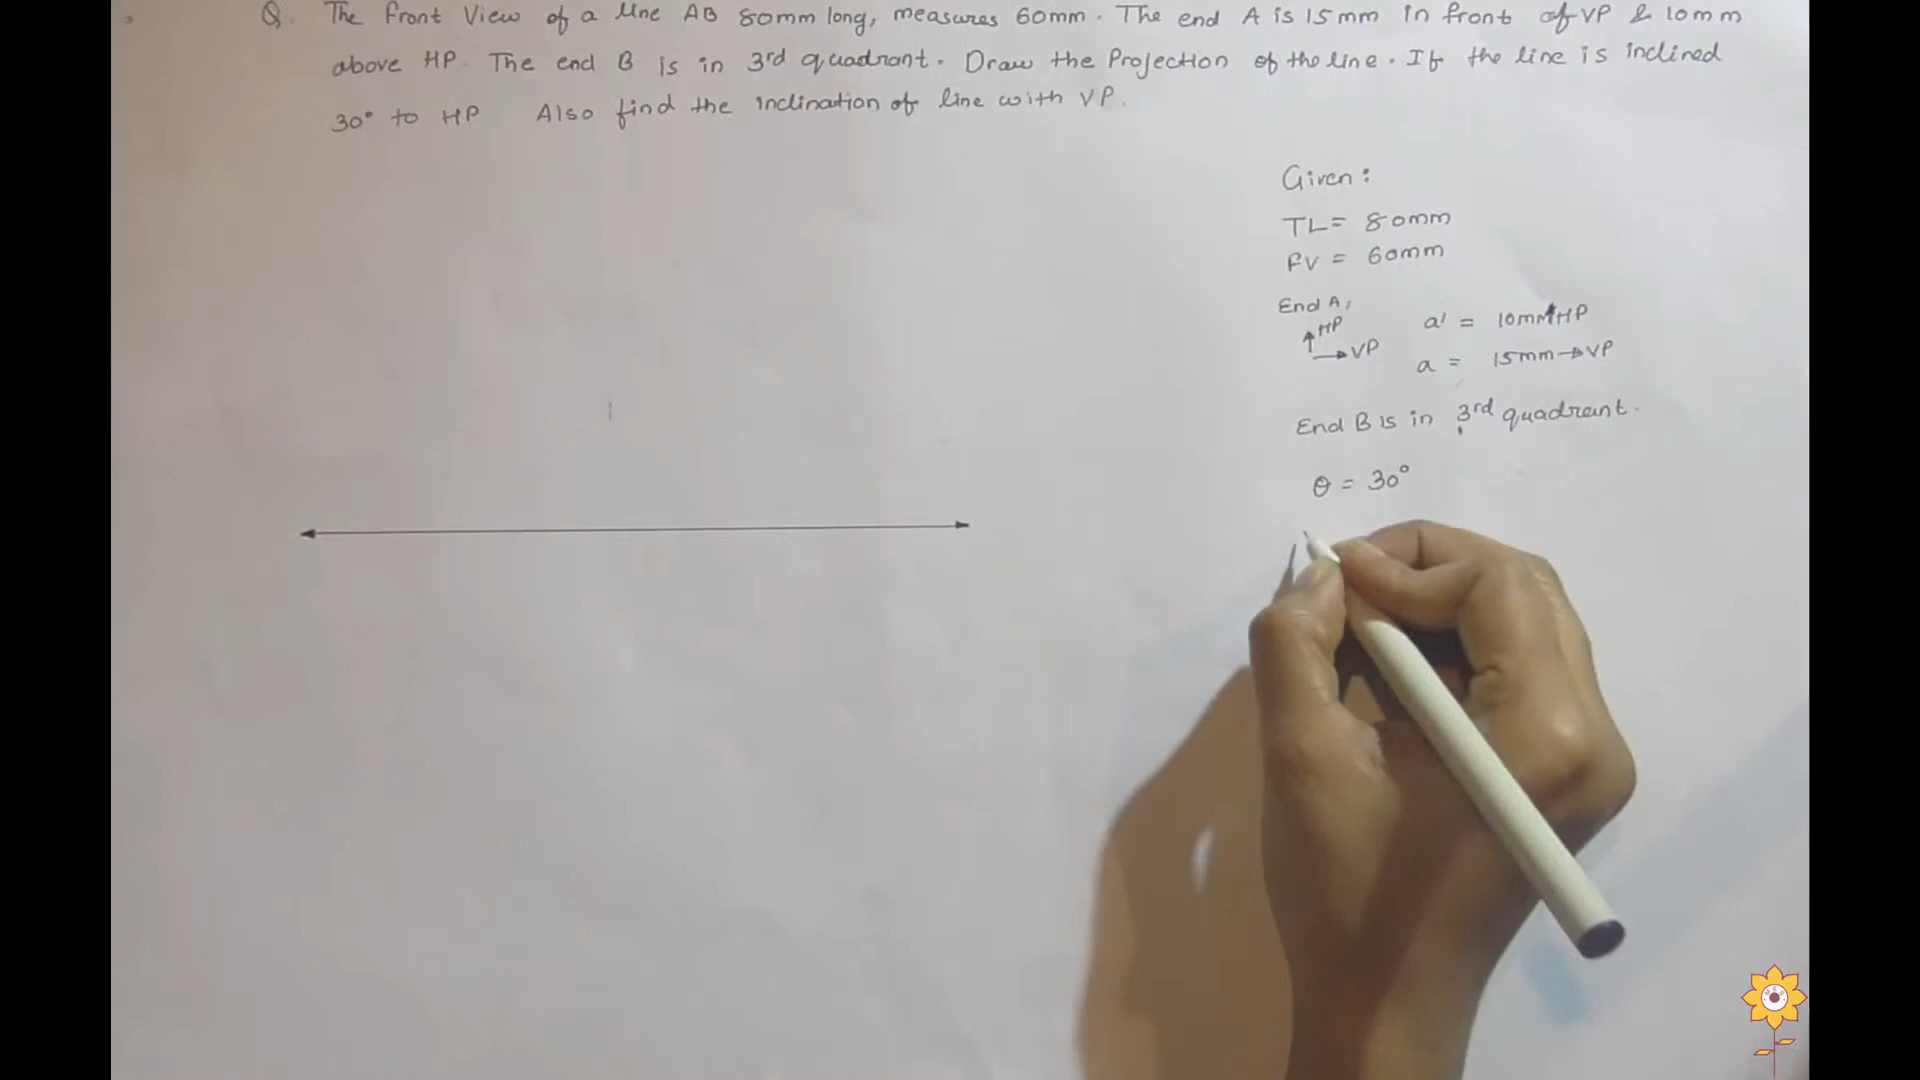 Q. The Front View of a line AB 80mm long, measures 60mm. The end A is 15mm in front of VP & 10mm
above HP. The end B is in 3rd quadrant. Draw the Projection of the line. If the line is inclined
30° to HP Also find the inclination of line with VP.
Given:
TL = 80mm
FV = 60mm
End A,
↑HP
→VP
a' = 10mm↑HP
a = 15mm→VP
End B is in 3rd quadrant.
θ = 30°